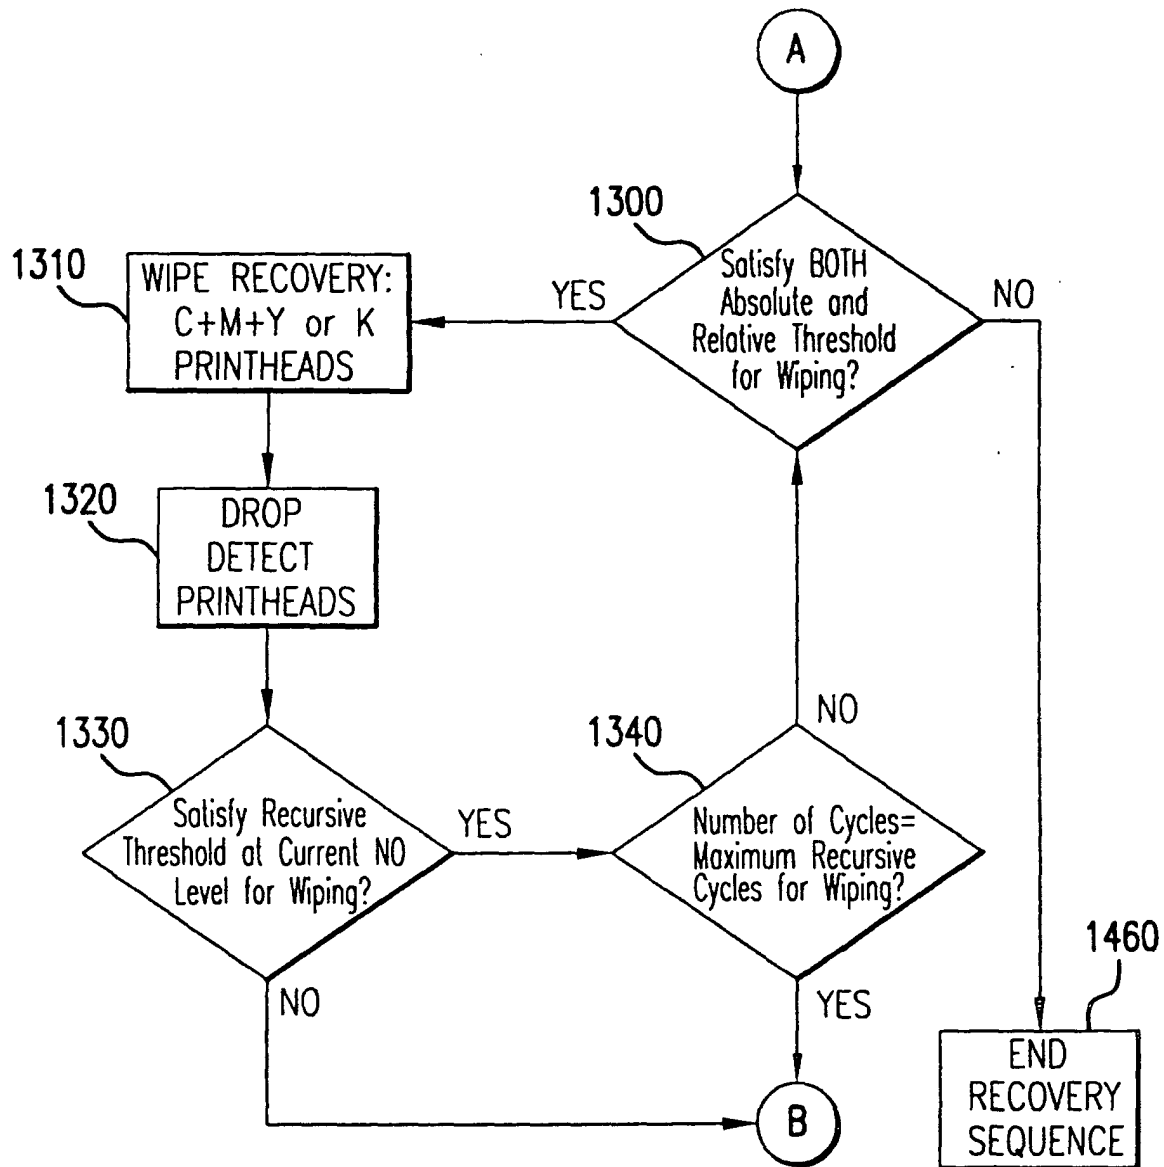 A
1300
Satisfy BOTH
Absolute and
Relative Threshold
for Wiping?
YES
NO
1310
WIPE RECOVERY:
C+M+Y or K
PRINTHEADS
1320
DROP
DETECT
PRINTHEADS
1330
Satisfy Recursive
Threshold at Current NO
Level for Wiping?
YES
NO
1340
Number of Cycles=
Maximum Recursive
Cycles for Wiping?
NO
YES
B
1460
END
RECOVERY
SEQUENCE